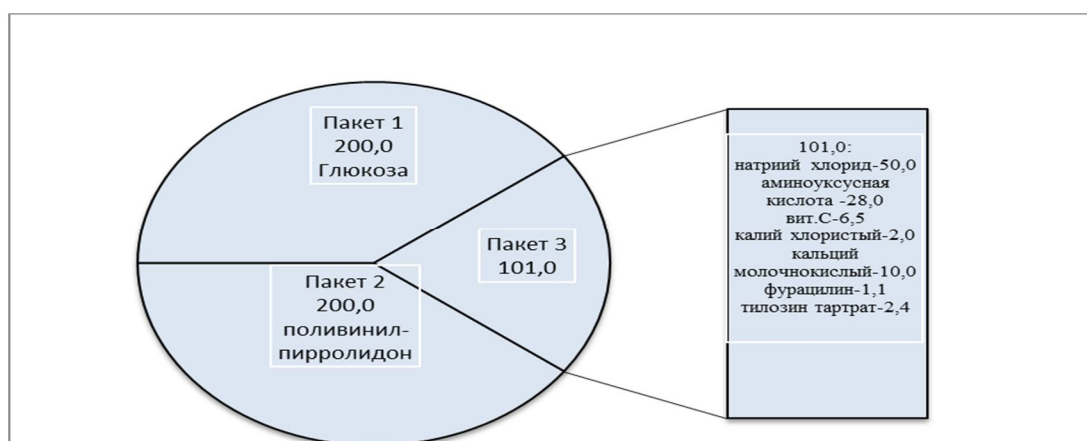 Пакет 1
200,0
Глюкоза
Пакет 2
200,0
поливинил-
пирролидон
Пакет 3
101,0
101,0:
натриий хлорид-50,0
аминоуксусная
кислота -28,0
вит.С-6,5
калий хлористый-2,0
кальций
молочнокислый-10,0
фурацилин-1,1
тилозин тартрат-2,4